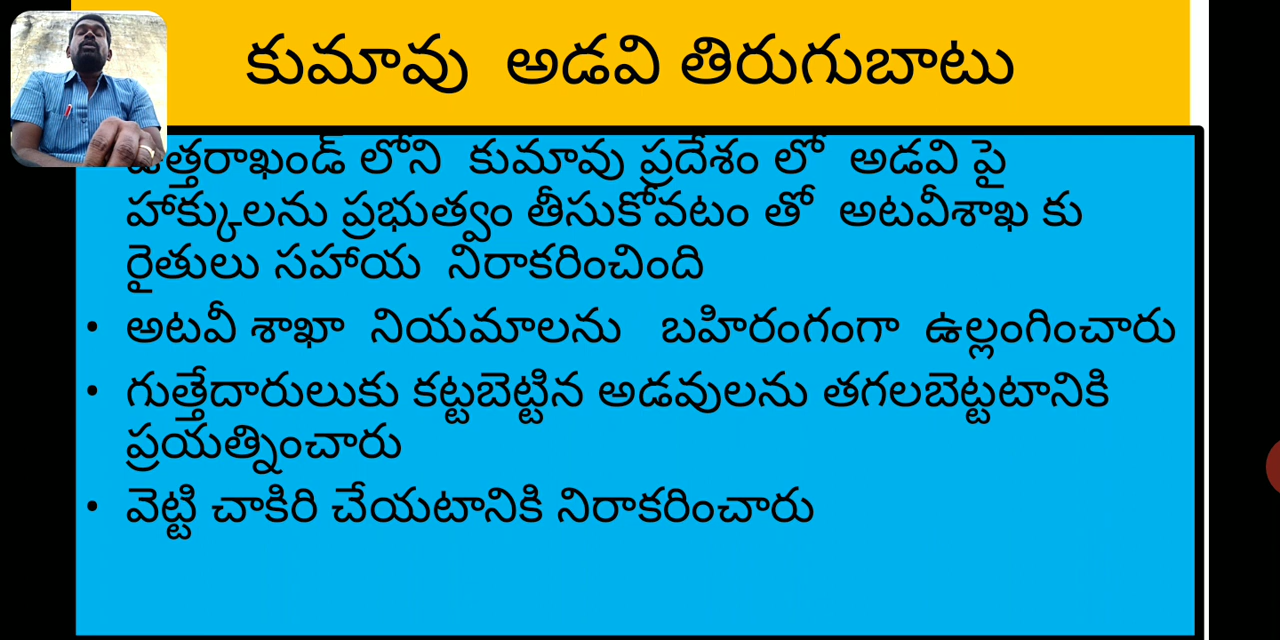 కుమావు అడవి తిరుగుబాటు
ఉత్తరాఖండ్ లోని కుమావు ప్రదేశం లో అడవి పై
హాక్కులను ప్రభుత్వం తీసుకోవటం తో అటవీశాఖ కు
రైతులు సహాయ నిరాకరించింది
• అటవీ శాఖా నియమాలను బహిరంగంగా ఉల్లంగించారు
• గుత్తేదారులుకు కట్టబెట్టిన అడవులను తగలబెట్టటానికి
ప్రయత్నించారు
• వెట్టి చాకిరి చేయటానికి నిరాకరించారు